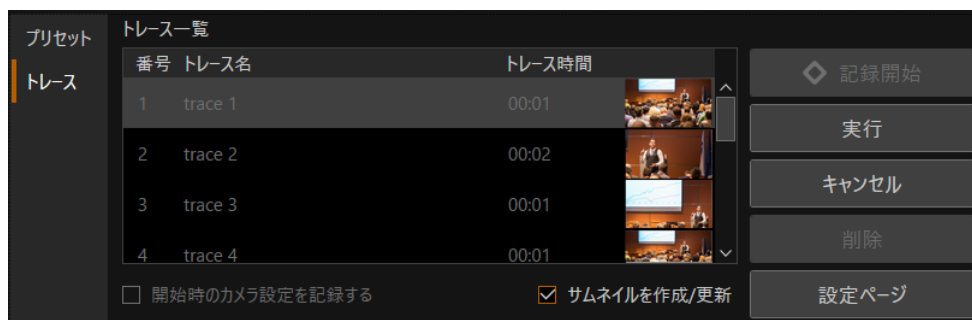 プリセット
トレース
トレース一覧
番号 トレース名 トレース時間
1 trace 1 00:01
2 trace 2 00:02
3 trace 3 00:01
4 trace 4 00:01
開始時のカメラ設定を記録する
サムネイルを作成/更新
記録開始
実行
キャンセル
削除
設定ページ